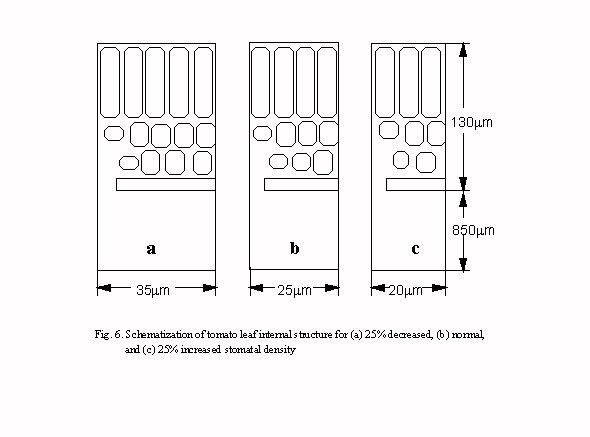 130µm
850µm
a
b
c
35µm
25µm
20µm
Fig. 6. Schematization of tomato leaf internal structure for (a) 25% decreased, (b) normal,
and (c) 25% increased stomatal density